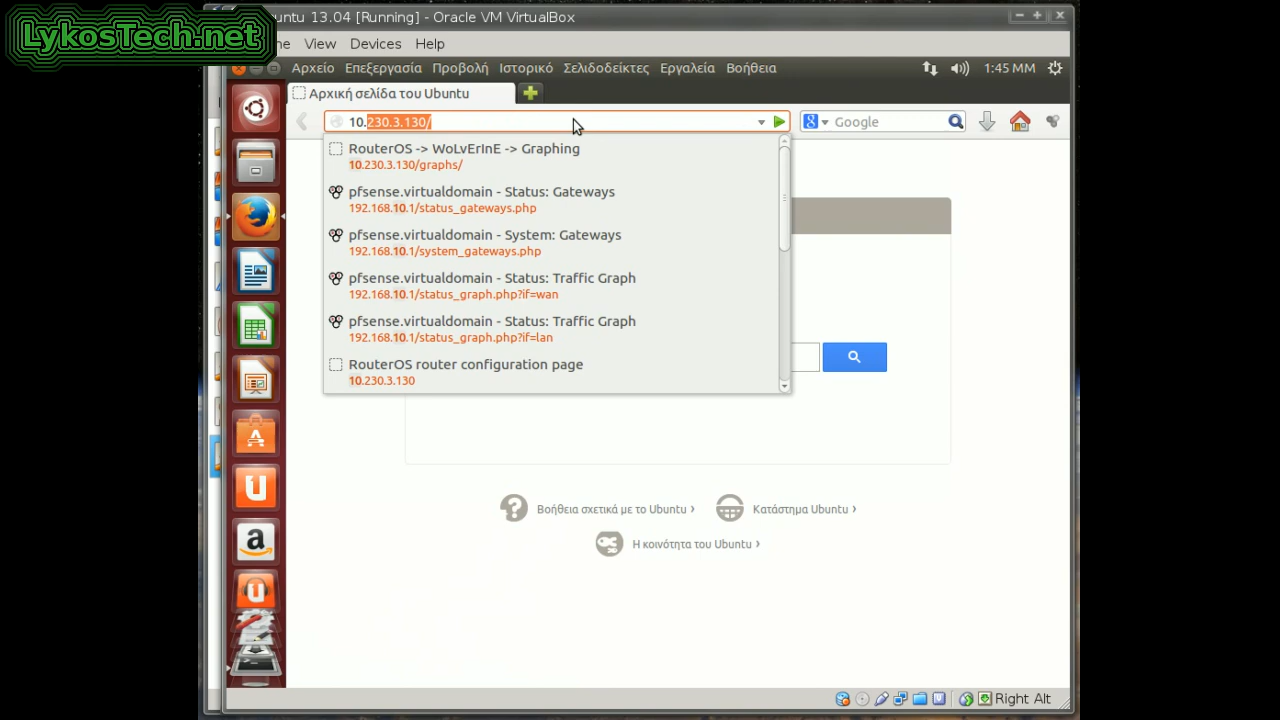 LykosTech.net
buntu 13.04 [Running] - Oracle VM VirtualBox
ne View Devices Help
Αρχείο Επεξεργασία Προβολή Ιστορικό Σελιδοδείκτες Εργαλεία Βοήθεια 1:45 ΜΜ
Αρχική σελίδα του Ubuntu
10.230.3.130/ Google
RouterOS -> WoLvErInE -> Graphing
10.230.3.130/graphs/
pfsense.virtualdomain - Status: Gateways
192.168.10.1/status_gateways.php
pfsense.virtualdomain - System: Gateways
192.168.10.1/system_gateways.php
pfsense.virtualdomain - Status: Traffic Graph
192.168.10.1/status_graph.php?if=wan
pfsense.virtualdomain - Status: Traffic Graph
192.168.10.1/status_graph.php?if=lan
RouterOS router configuration page
10.230.3.130
Βοήθεια σχετικά με το Ubuntu › Κατάστημα Ubuntu ›
Η κοινότητα του Ubuntu ›
Right Alt